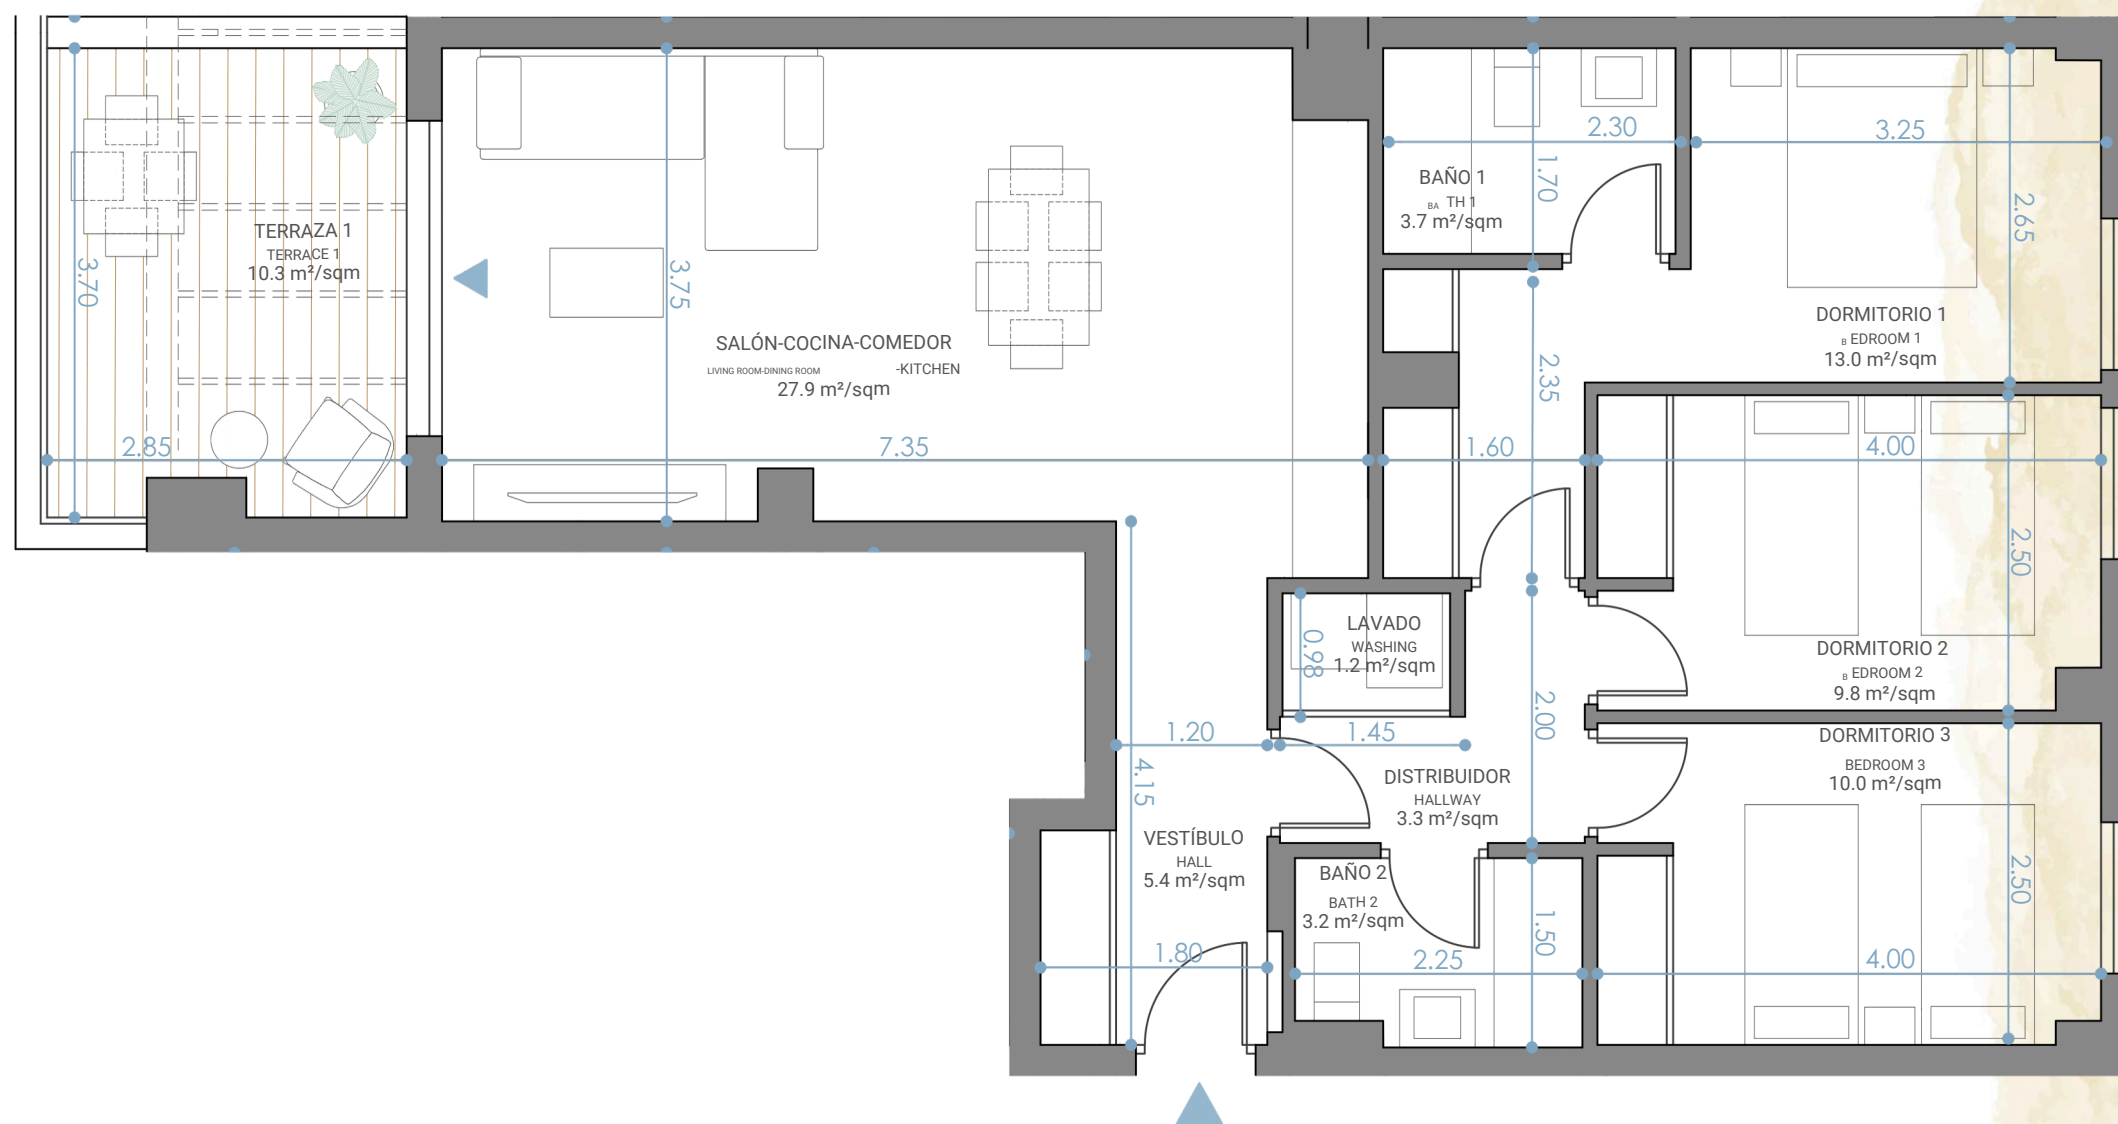 TERRAZA 1
TERRACE 1
10.3 m²/sqm
3.70
2.85
SALÓN-COCINA-COMEDOR
LIVING ROOM-DINING ROOM -KITCHEN
27.9 m²/sqm
3.75
7.35
BAÑO 1
BA TH 1
3.7 m²/sqm
2.30
1.70
3.25
2.65
DORMITORIO 1
B EDROOM 1
13.0 m²/sqm
2.35
1.60
4.00
2.50
DORMITORIO 2
B EDROOM 2
9.8 m²/sqm
LAVADO
WASHING
1.2 m²/sqm
0.98
2.00
1.20
1.45
4.15
DISTRIBUIDOR
HALLWAY
3.3 m²/sqm
DORMITORIO 3
BEDROOM 3
10.0 m²/sqm
VESTÍBULO
HALL
5.4 m²/sqm
1.80
BAÑO 2
BATH 2
3.2 m²/sqm
2.25
1.50
2.50
4.00